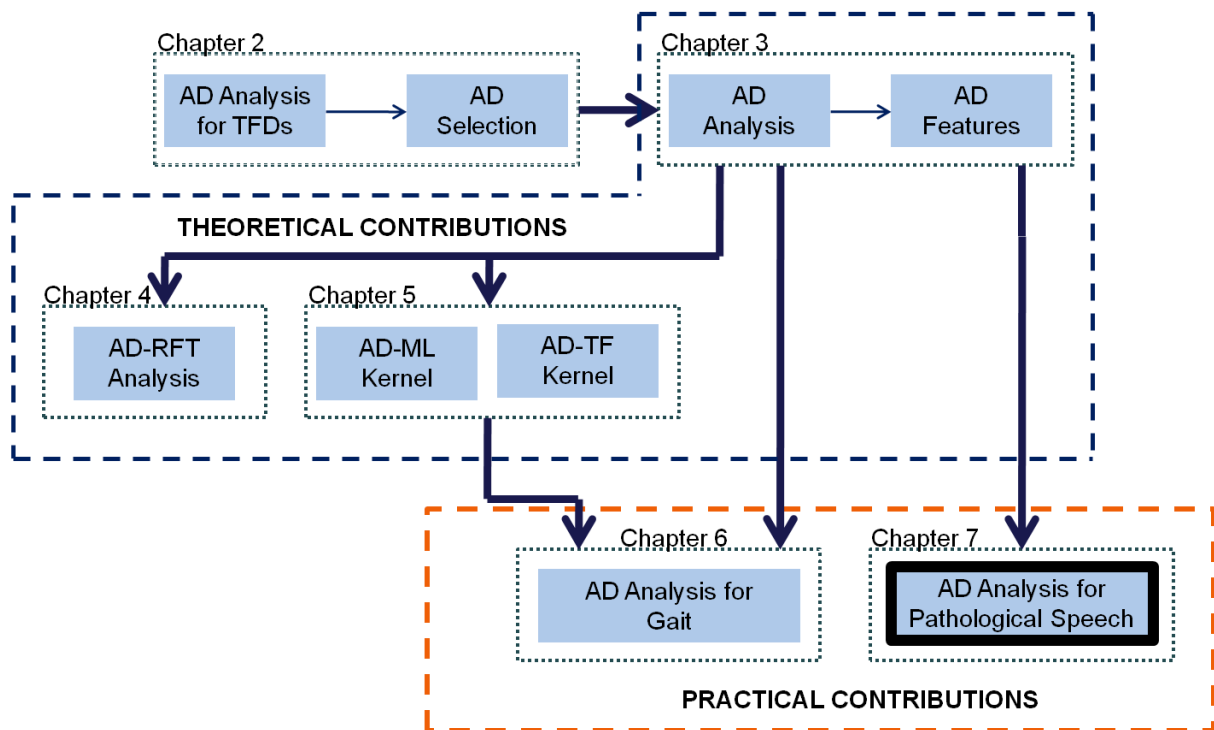 Chapter 2
AD Analysis
for TFDs
AD
Selection
Chapter 3
AD
Analysis
AD
Features
THEORETICAL CONTRIBUTIONS
Chapter 4
AD-RFT
Analysis
Chapter 5
AD-ML
Kernel
AD-TF
Kernel
Chapter 6
AD Analysis for
Gait
Chapter 7
AD Analysis for
Pathological Speech
PRACTICAL CONTRIBUTIONS